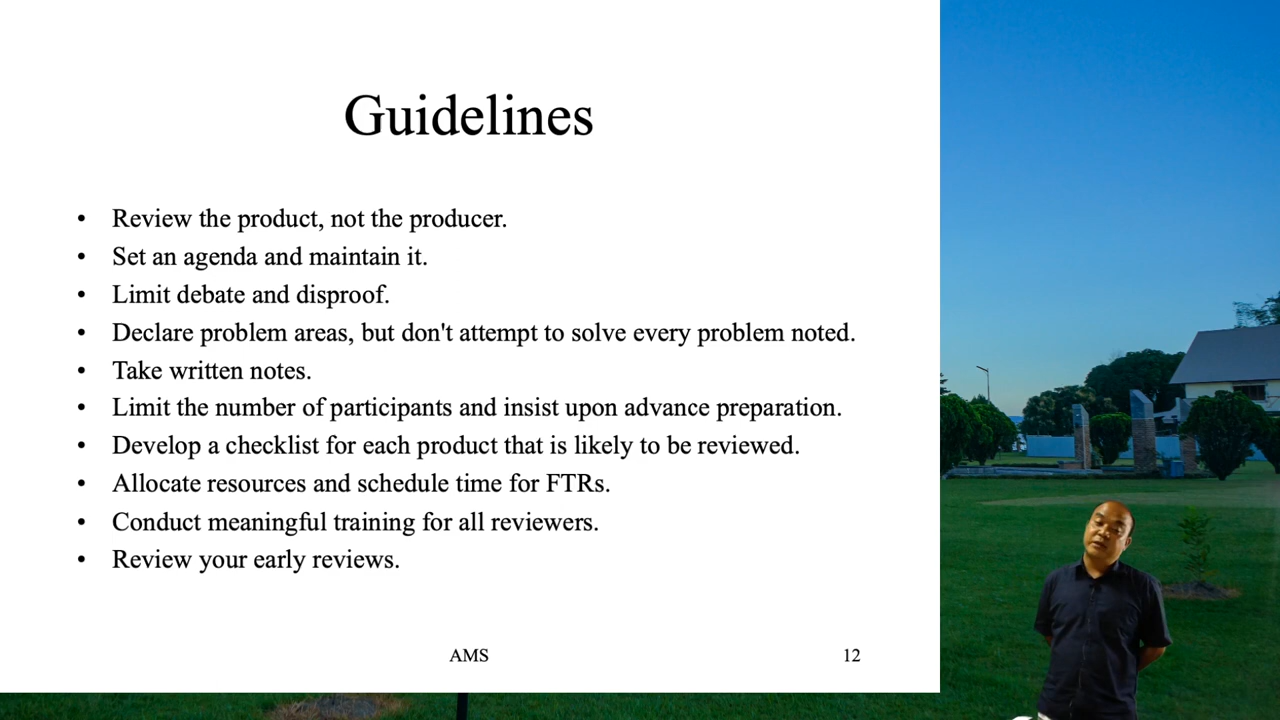 Guidelines
• Review the product, not the producer.
• Set an agenda and maintain it.
• Limit debate and disproof.
• Declare problem areas, but don't attempt to solve every problem noted.
• Take written notes.
• Limit the number of participants and insist upon advance preparation.
• Develop a checklist for each product that is likely to be reviewed.
• Allocate resources and schedule time for FTRs.
• Conduct meaningful training for all reviewers.
• Review your early reviews.
AMS
12